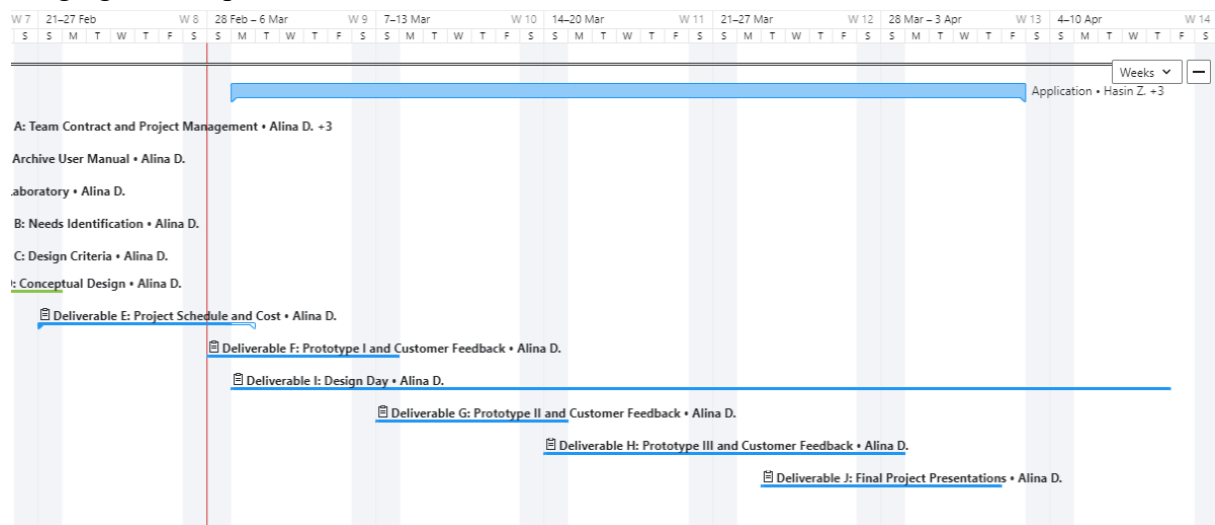 W 7 21–27 Feb W 8 28 Feb – 6 Mar W 9 7–13 Mar W 10 14–20 Mar W 11 21–27 Mar W 12 28 Mar – 3 Apr W 13 4–10 Apr W 14
S S M T W T F S S M T W T F S S M T W T F S S M T W T F S S M T W T F S S M T W T F S S M T W T F S
Weeks
Application • Hasin Z. +3
A: Team Contract and Project Management • Alina D. +3
Archive User Manual • Alina D.
aboratory • Alina D.
B: Needs Identification • Alina D.
C: Design Criteria • Alina D.
: Conceptual Design • Alina D.
Deliverable E: Project Schedule and Cost • Alina D.
Deliverable F: Prototype I and Customer Feedback • Alina D.
Deliverable I: Design Day • Alina D.
Deliverable G: Prototype II and Customer Feedback • Alina D.
Deliverable H: Prototype III and Customer Feedback • Alina D.
Deliverable J: Final Project Presentations • Alina D.